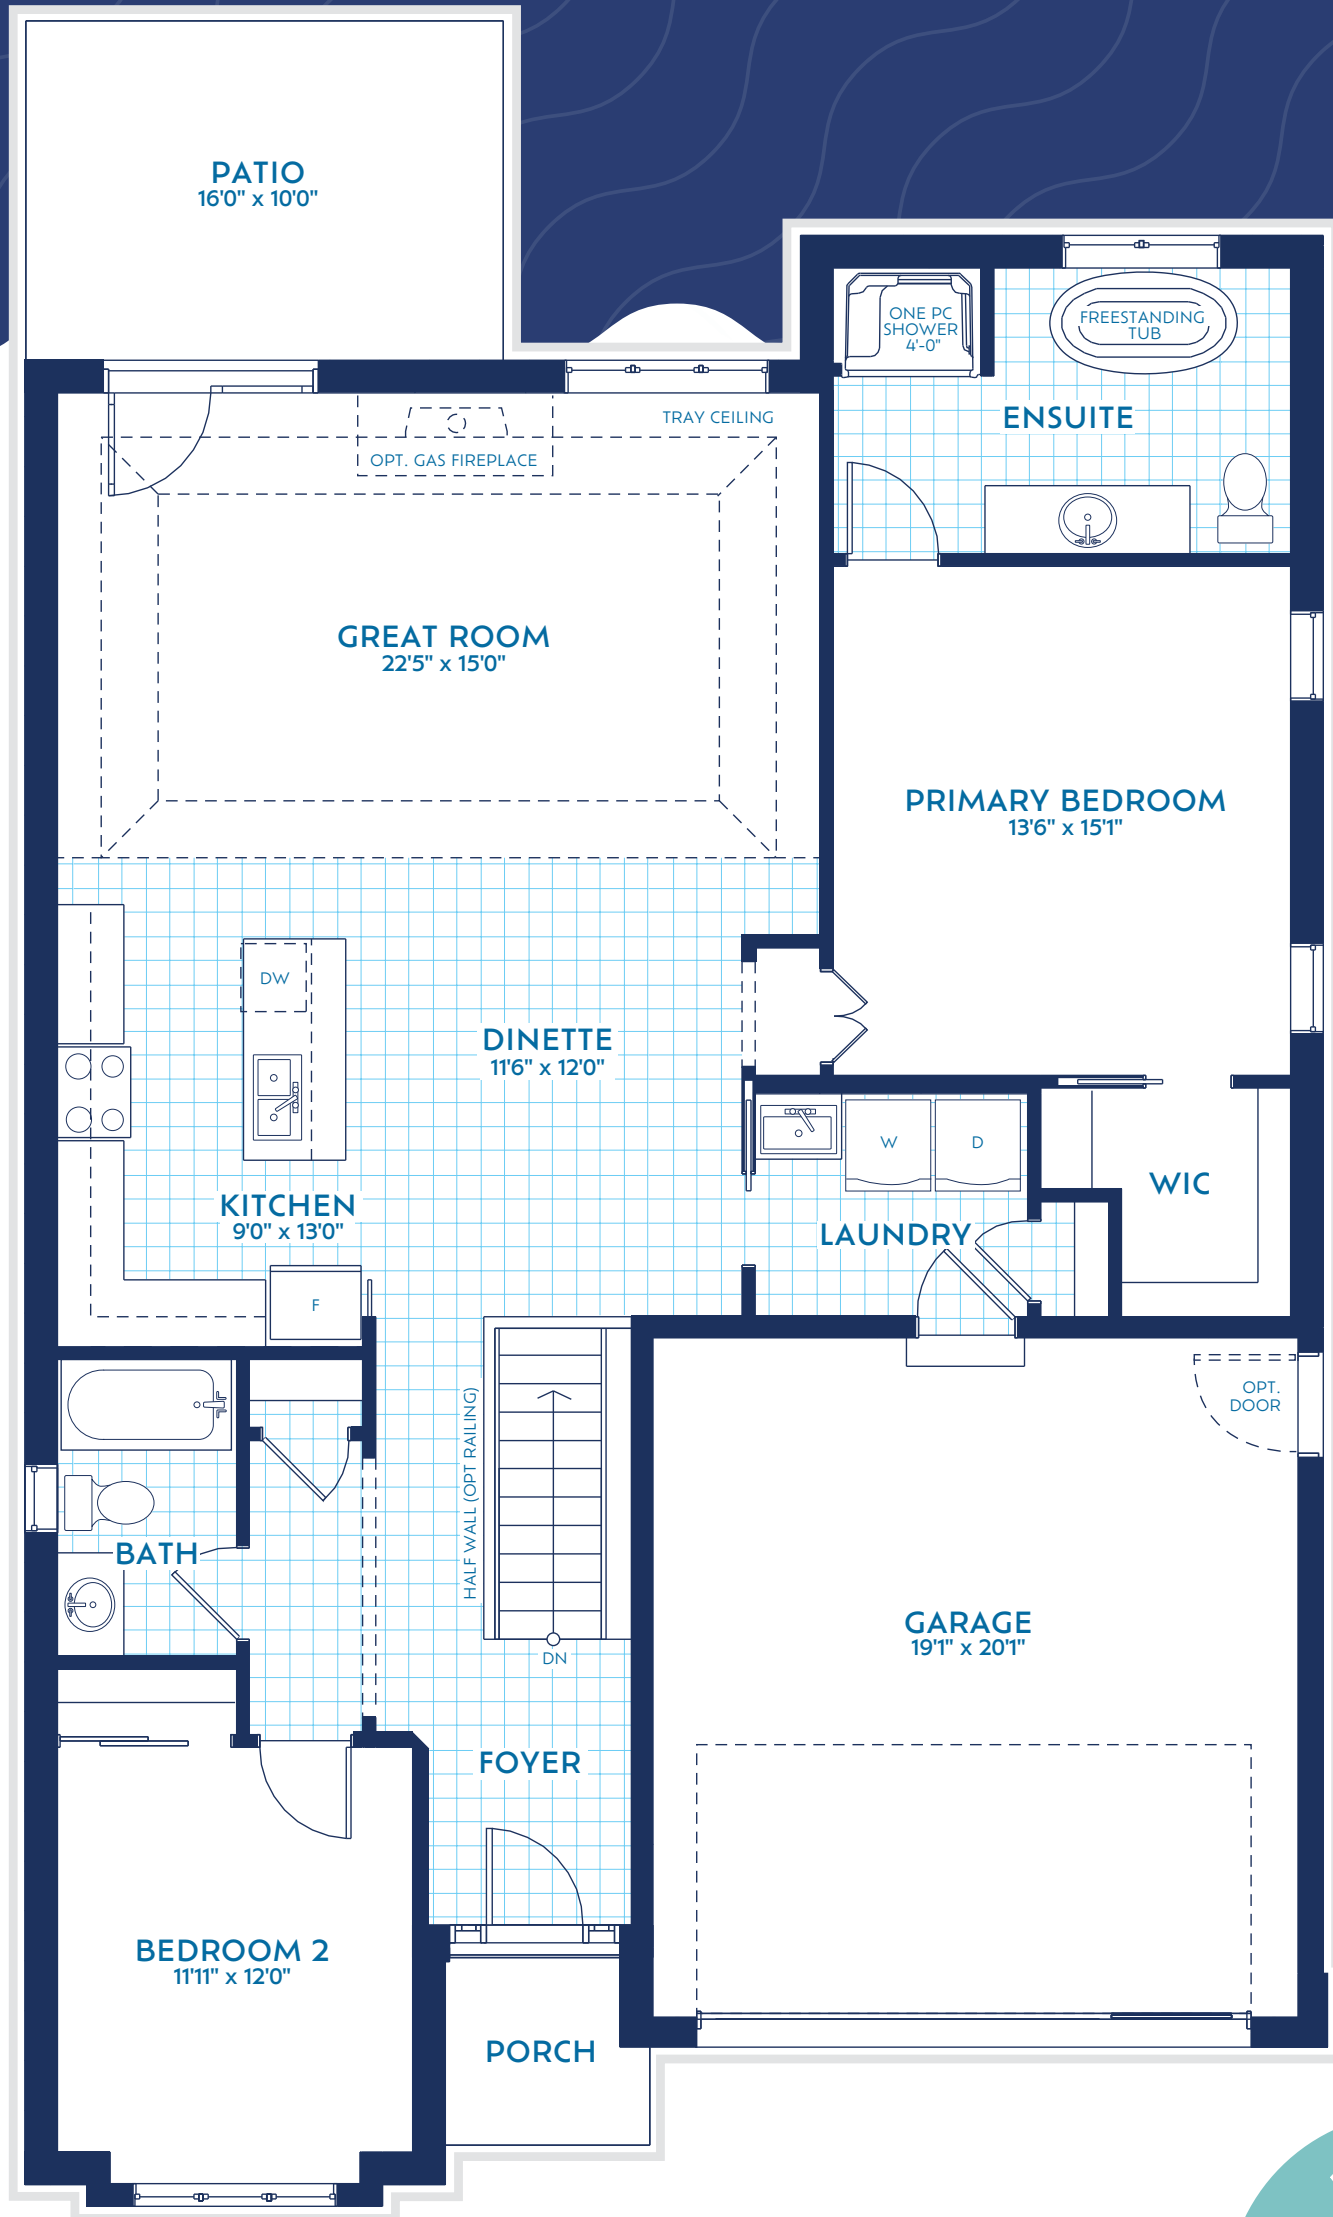 PATIO
16'0" x 10'0"
ONE PC
SHOWER
4'-0"
FREESTANDING
TUB
ENSUITE
TRAY CEILING
OPT. GAS FIREPLACE
GREAT ROOM
22'5" x 15'0"
PRIMARY BEDROOM
13'6" x 15'1"
DW
DINETTE
11'6" x 12'0"
W
D
WIC
KITCHEN
9'0" x 13'0"
LAUNDRY
F
OPT.
DOOR
HALF WALL (OPT RAILING)
BATH
GARAGE
19'1" x 20'1"
DN
FOYER
BEDROOM 2
11'11" x 12'0"
PORCH